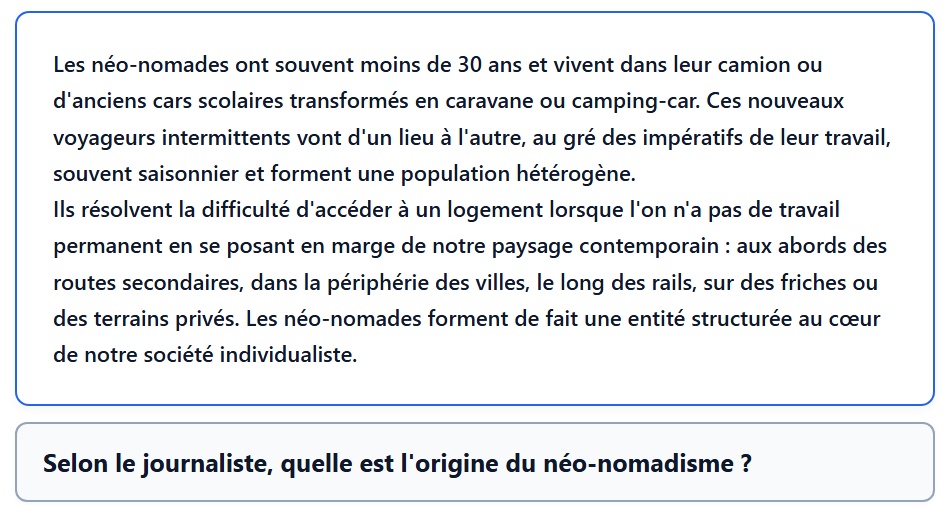 Les néo-nomades ont souvent moins de 30 ans et vivent dans leur camion ou
d'anciens cars scolaires transformés en caravane ou camping-car. Ces nouveaux
voyageurs intermittents vont d'un lieu à l'autre, au gré des impératifs de leur travail,
souvent saisonnier et forment une population hétérogène.
Ils résolvent la difficulté d'accéder à un logement lorsque l'on n'a pas de travail
permanent en se posant en marge de notre paysage contemporain : aux abords des
routes secondaires, dans la périphérie des villes, le long des rails, sur des friches ou
des terrains privés. Les néo-nomades forment de fait une entité structurée au cœur
de notre société individualiste.
Selon le journaliste, quelle est l'origine du néo-nomadisme ?